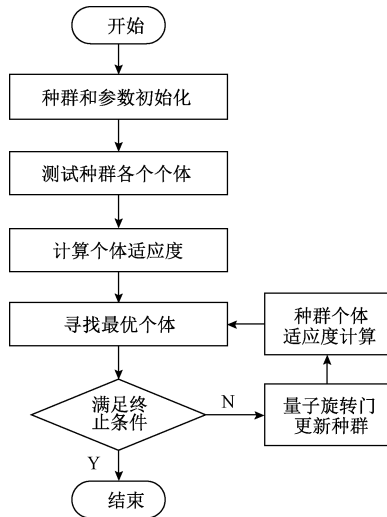 开始
种群和参数初始化
测试种群各个个体
计算个体适应度
寻找最优个体
种群个体
适应度计算
满足终
止条件
N
量子旋转门
更新种群
Y
结束